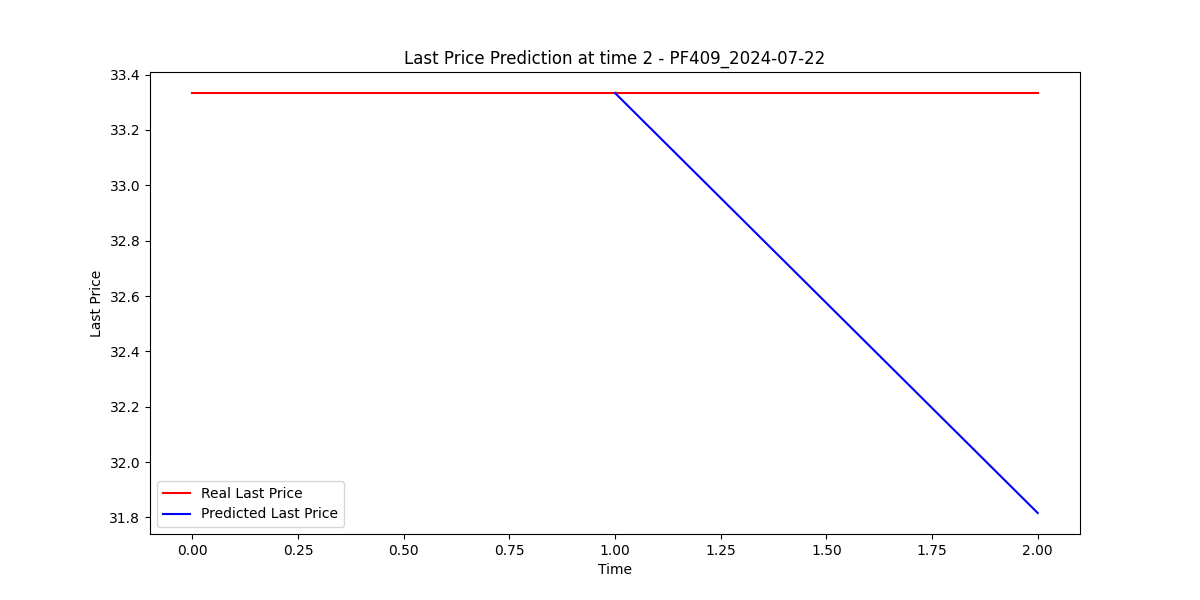 Last Price Prediction at time 2 - PF409_2024-07-22
33.4
33.2
33.0
32.8
32.6
32.4
32.2
32.0
31.8
Last Price
Real Last Price
Predicted Last Price
0.00 0.25 0.50 0.75 1.00 1.25 1.50 1.75 2.00
Time